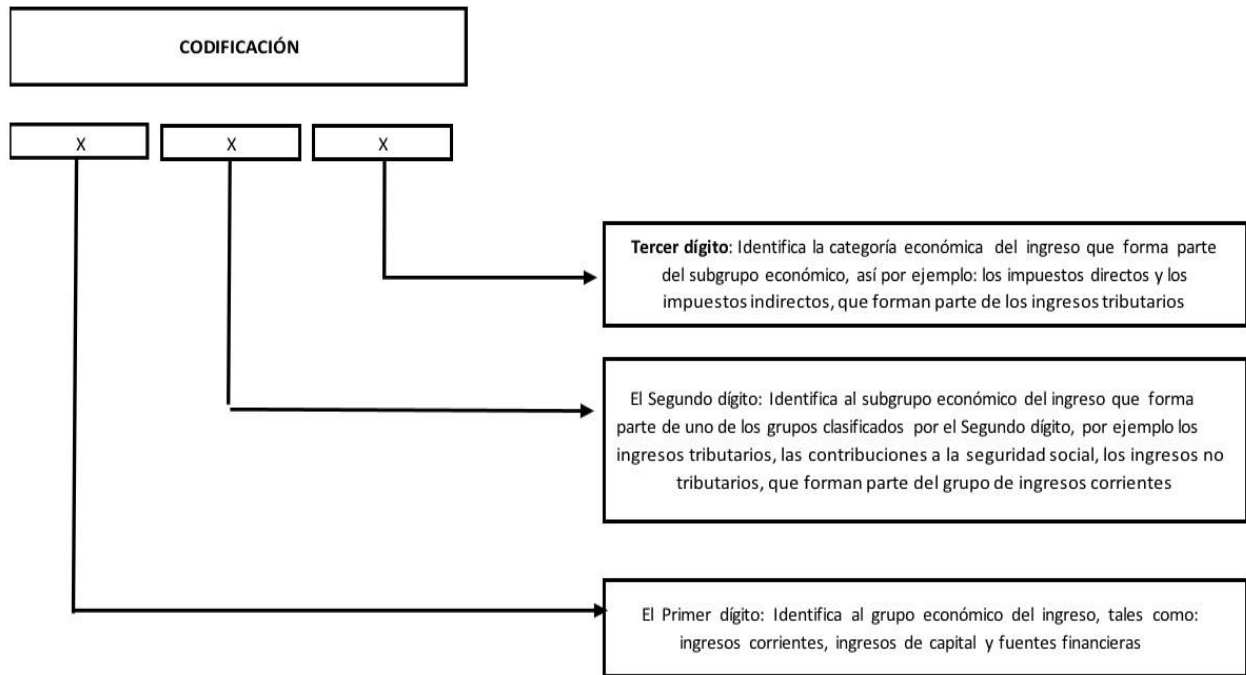 CODIFICACIÓN
X X X
Tercer dígito: Identifica la categoría económica del ingreso que forma parte
del subgrupo económico, así por ejemplo: los impuestos directos y los
impuestos indirectos, que forman parte de los ingresos tributarios
El Segundo dígito: Identifica al subgrupo económico del ingreso que forma
parte de uno de los grupos clasificados por el Segundo dígito, por ejemplo los
ingresos tributarios, las contribuciones a la seguridad social, los ingresos no
tributarios, que forman parte del grupo de ingresos corrientes
El Primer dígito: Identifica al grupo económico del ingreso, tales como:
ingresos corrientes, ingresos de capital y fuentes financieras